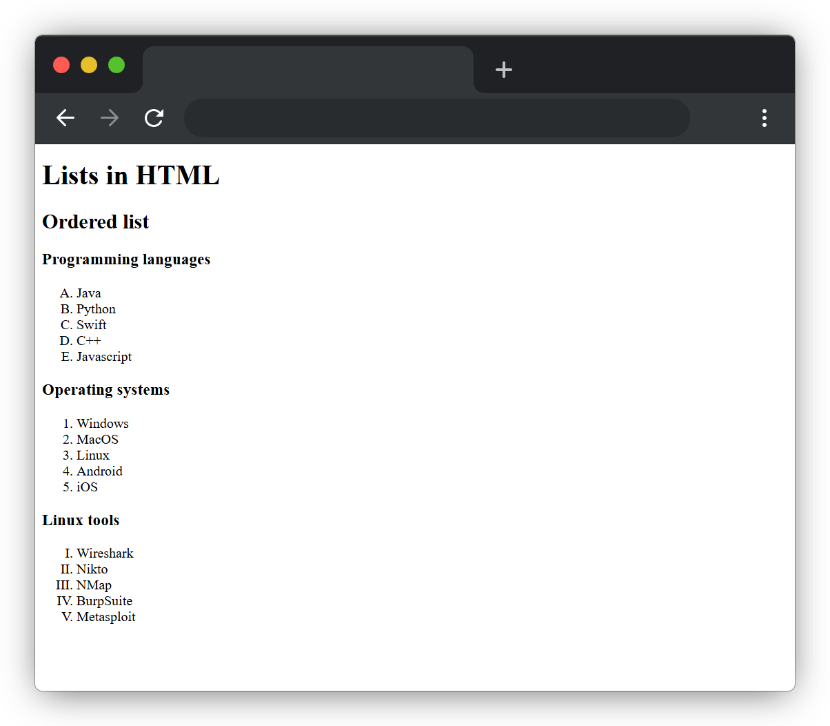 Lists in HTML
Ordered list
Programming languages
A. Java
B. Python
C. Swift
D. C++
E. Javascript
Operating systems
1. Windows
2. MacOS
3. Linux
4. Android
5. iOS
Linux tools
I. Wireshark
II. Nikto
III. NMap
IV. BurpSuite
V. Metasploit